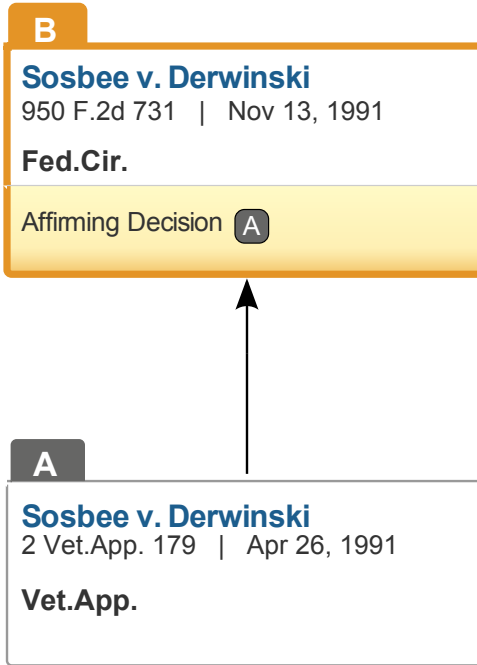 B
Sosbee v. Derwinski
950 F.2d 731 | Nov 13, 1991
Fed.Cir.
Affirming Decision A
A
Sosbee v. Derwinski
2 Vet.App. 179 | Apr 26, 1991
Vet.App.